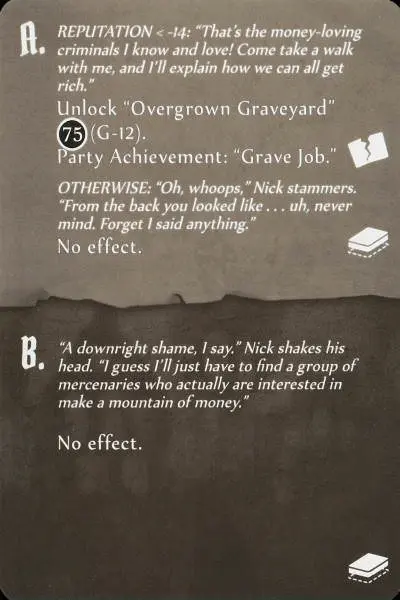 A.
REPUTATION < -14: “That’s the money-loving
criminals I know and love! Come take a walk
with me, and I’ll explain how we can all get
rich.”
Unlock “Overgrown Graveyard”
75 (G-12).
Party Achievement: “Grave Job.”
OTHERWISE: “Oh, whoops,” Nick stammers.
“From the back you looked like . . . uh, never
mind. Forget I said anything.”
No effect.
B.
“A downright shame, I say.” Nick shakes his
head. “I guess I’ll just have to find a group of
mercenaries who actually are interested in
make a mountain of money.”
No effect.